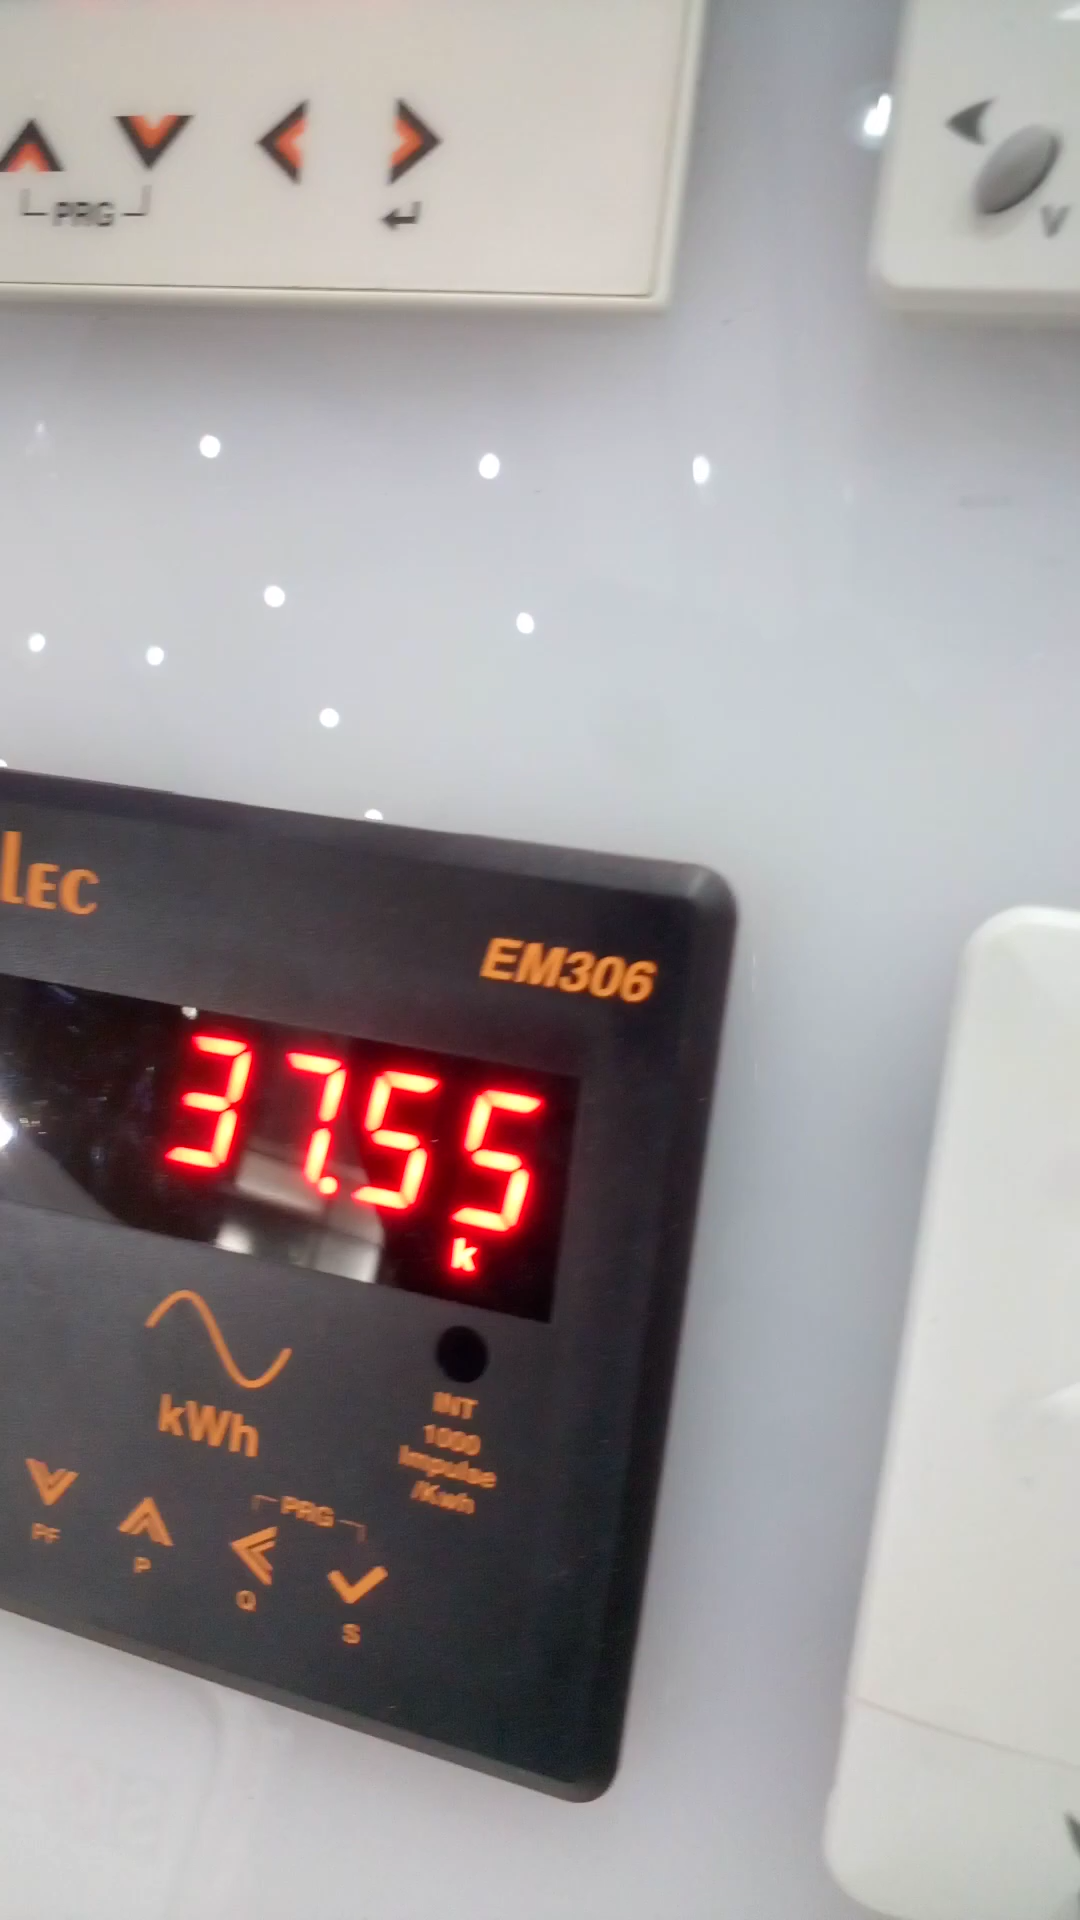 PRG
V
LEC
EM306
37.55
k
kWh
INT
1000
Impulse
/Kwh
PRG
PF
P
Q
S